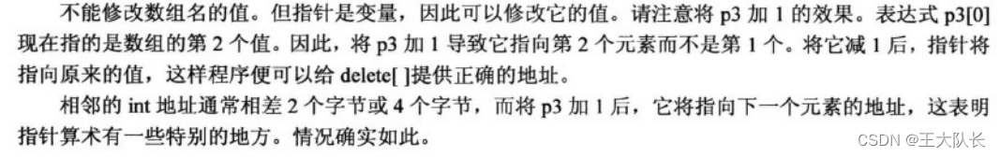 不能修改数组名的值。但指针是变量，因此可以修改它的值。请注意将 p3 加 1 的效果。表达式 p3[0]
现在指的是数组的第 2 个值。因此，将 p3 加 1 导致它指向第 2 个元素而不是第 1 个。将它减 1 后，指针将
指向原来的值，这样程序便可以给 delete[ ]提供正确的地址。
相邻的 int 地址通常相差 2 个字节或 4 个字节，而将 p3 加 1 后，它将指向下一个元素的地址，这表明
指针算术有一些特别的地方。情况确实如此。
CSDN @王大队长